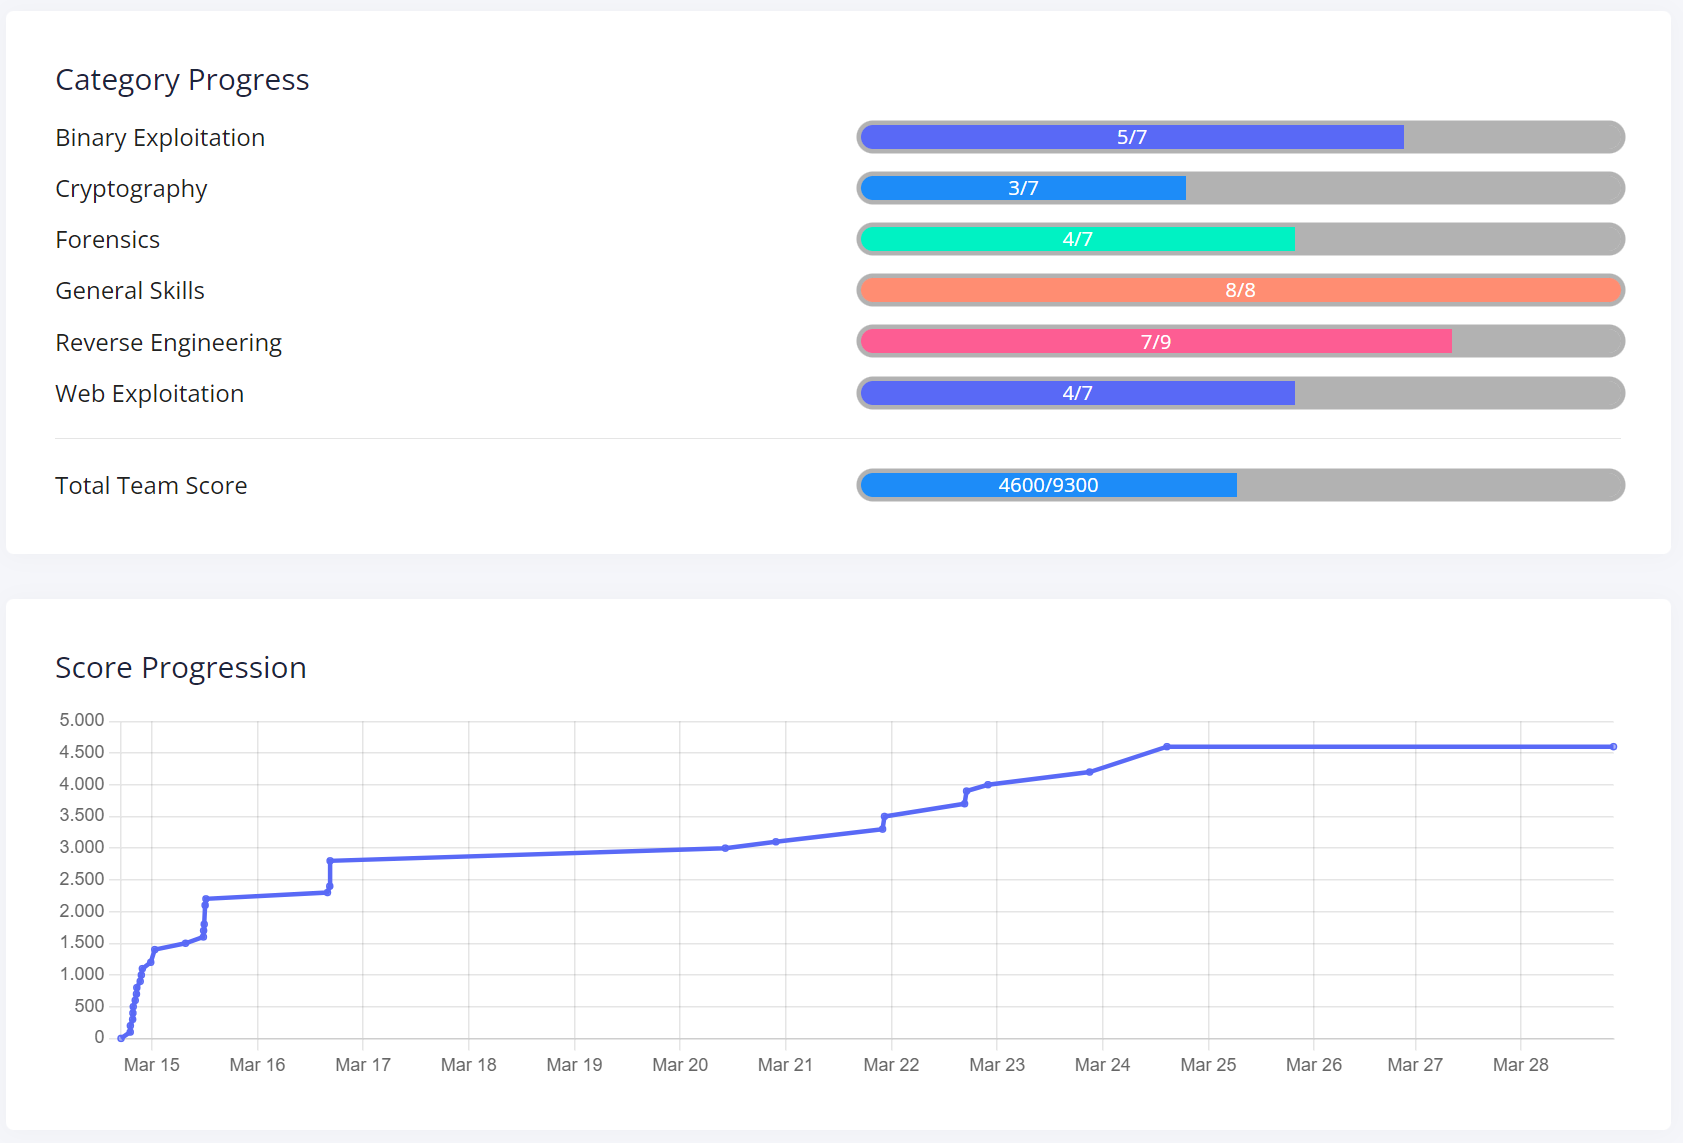 Category Progress
Binary Exploitation 5/7
Cryptography 3/7
Forensics 4/7
General Skills 8/8
Reverse Engineering 7/9
Web Exploitation 4/7
Total Team Score 4600/9300
Score Progression
5.000
4.500
4.000
3.500
3.000
2.500
2.000
1.500
1.000
500
0
Mar 15 Mar 16 Mar 17 Mar 18 Mar 19 Mar 20 Mar 21 Mar 22 Mar 23 Mar 24 Mar 25 Mar 26 Mar 27 Mar 28